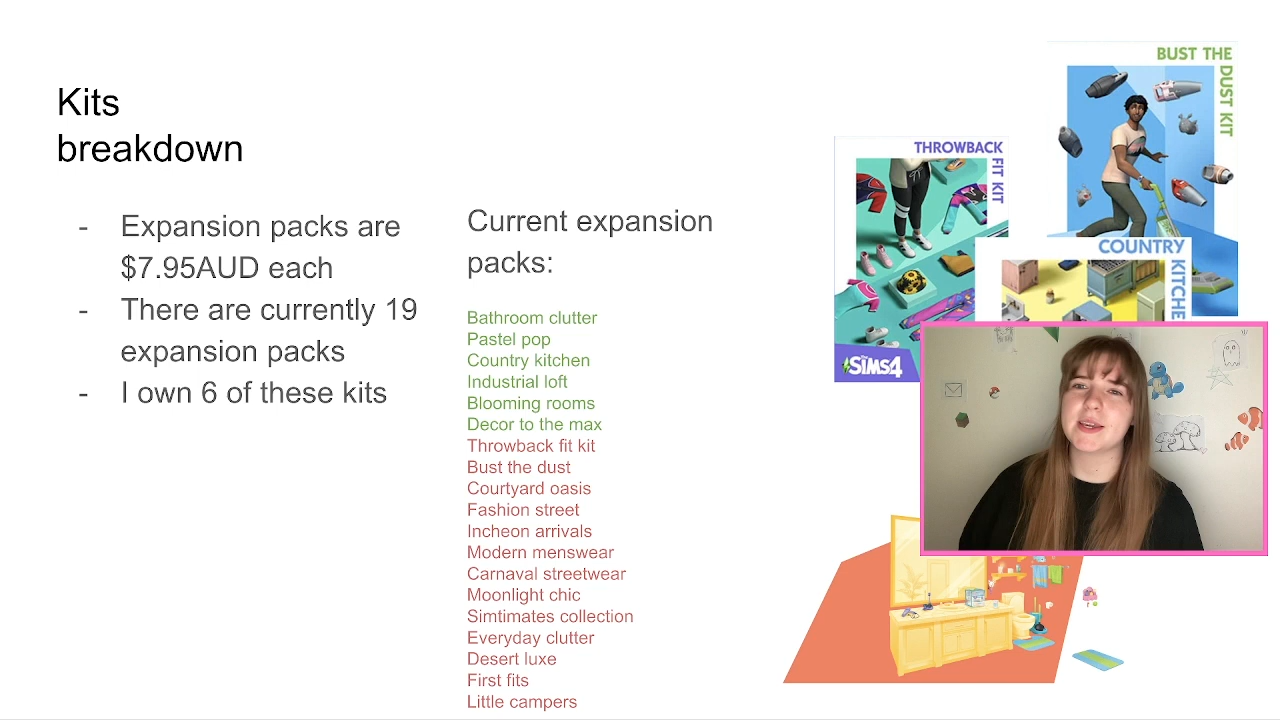 Kits
breakdown
- Expansion packs are
$7.95AUD each
- There are currently 19
expansion packs
- I own 6 of these kits
Current expansion
packs:
Bathroom clutter
Pastel pop
Country kitchen
Industrial loft
Blooming rooms
Decor to the max
Throwback fit kit
Bust the dust
Courtyard oasis
Fashion street
Incheon arrivals
Modern menswear
Carnaval streetwear
Moonlight chic
Simtimates collection
Everyday clutter
Desert luxe
First fits
Little campers
THROWBACK
FIT KIT
THE SIMS 4
BUST THE
DUST KIT
COUNTRY
KITCHE